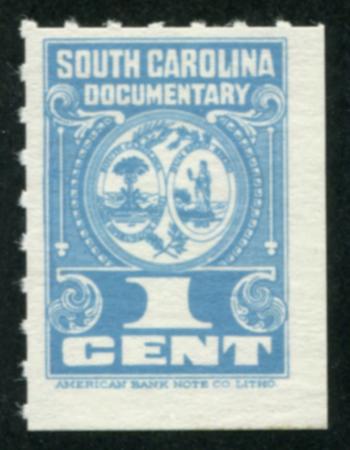 SOUTH CAROLINA
DOCUMENTARY
1
CENT
AMERICAN BANK NOTE CO. LITHO.